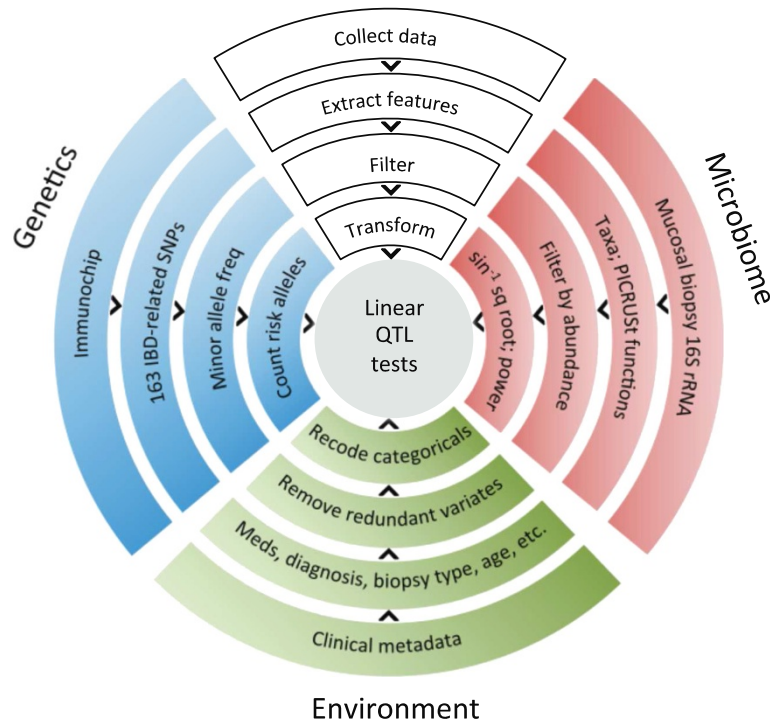 Collect data
Extract features
Filter
Transform
Linear
QTL
tests
Genetics
Immunochip
163 IBD-related SNPs
Minor allele freq
Count risk alleles
Microbiome
Mucosal biopsy 16S rRNA
Taxa; PICRUSt functions
Filter by abundance
sin⁻¹ sq root; power
Recode categoricals
Remove redundant variates
Meds, diagnosis, biopsy type, age, etc.
Clinical metadata
Environment